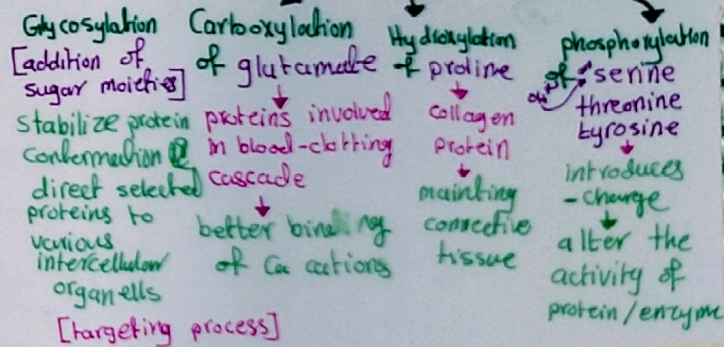 Glycosylation
[addition of
sugar moieties]
stabilize protein
confermection &
direct selected
proteins to
various
intercellular
organells
[targeting process]
Carboxylation
of glutamate
proteins involved
in blood-clotting
cascade
better binding
of Ca cations
Hydroxylation
of proline
collagen
protein
mainting
connective
tissue
phosphorylation
of serine
threonine
tyrosine
introduces
- charge
alter the
activity of
protein/enzyme